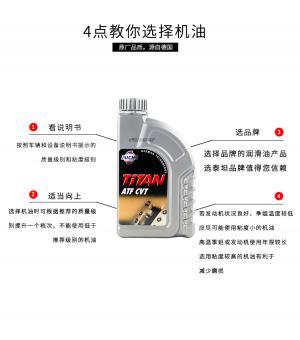 4点教你选择机油
原厂品质。源自德国
1
看说明书
按照车辆和设备说明书提示的
质量级别和粘度级别
3
选品牌
选择品牌的润滑油产品
选泰坦品牌值得您信赖
2
适当向上
选择机油时可根据推荐的质量级
别提升一个档次。不能使用低于
推荐级别的机油
4
若发动机状况良好。季蛆温度较低
应尽可能使用粘度小的机油
高温季姐或发动机使用年限较长
选用粘度较高的机油有利于
减少磨损
FUCHS
TITAN
ATF CVT